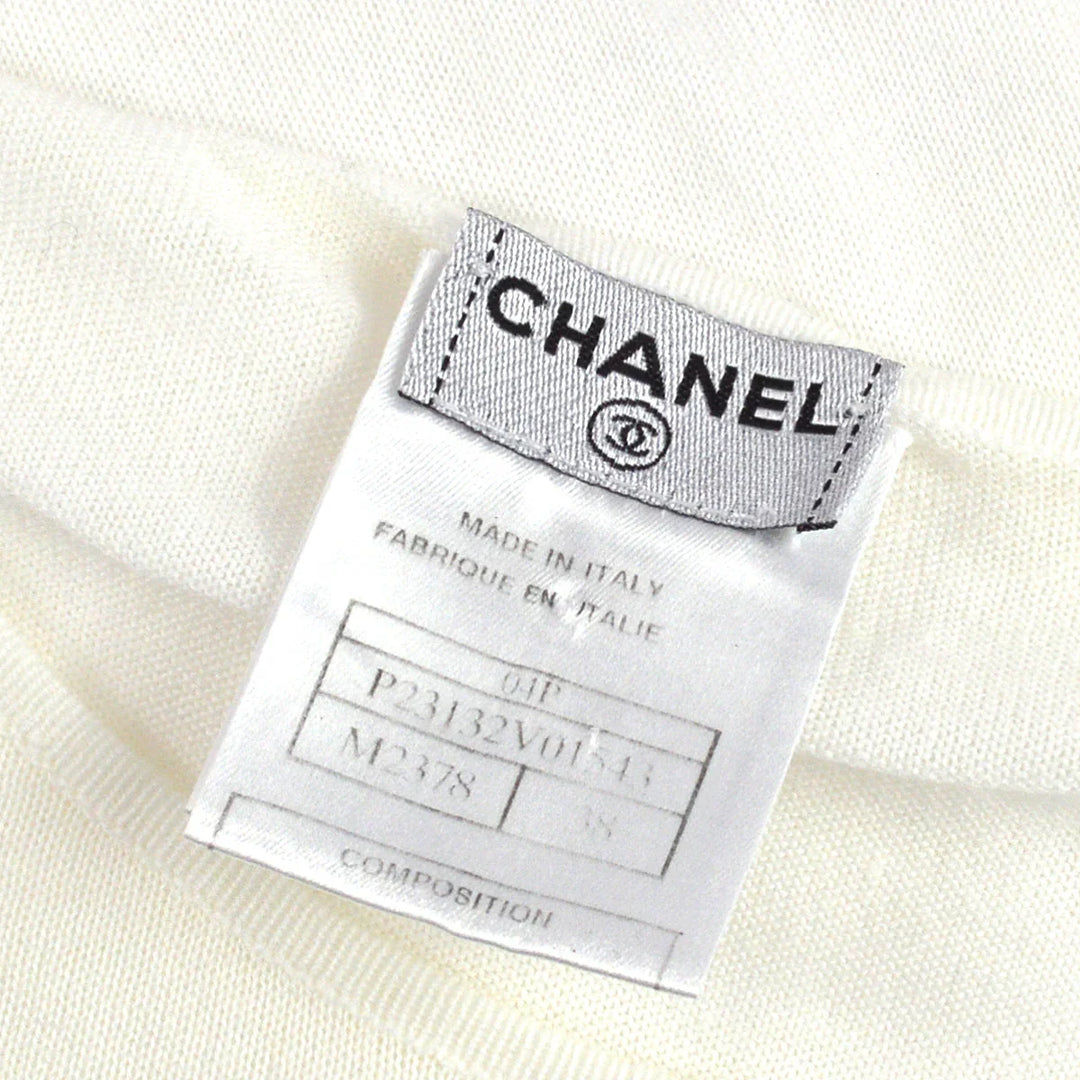 CHANEL
MADE IN ITALY
FABRIQUE EN ITALIE
04P
P23132V01543
M2378 38
COMPOSITION